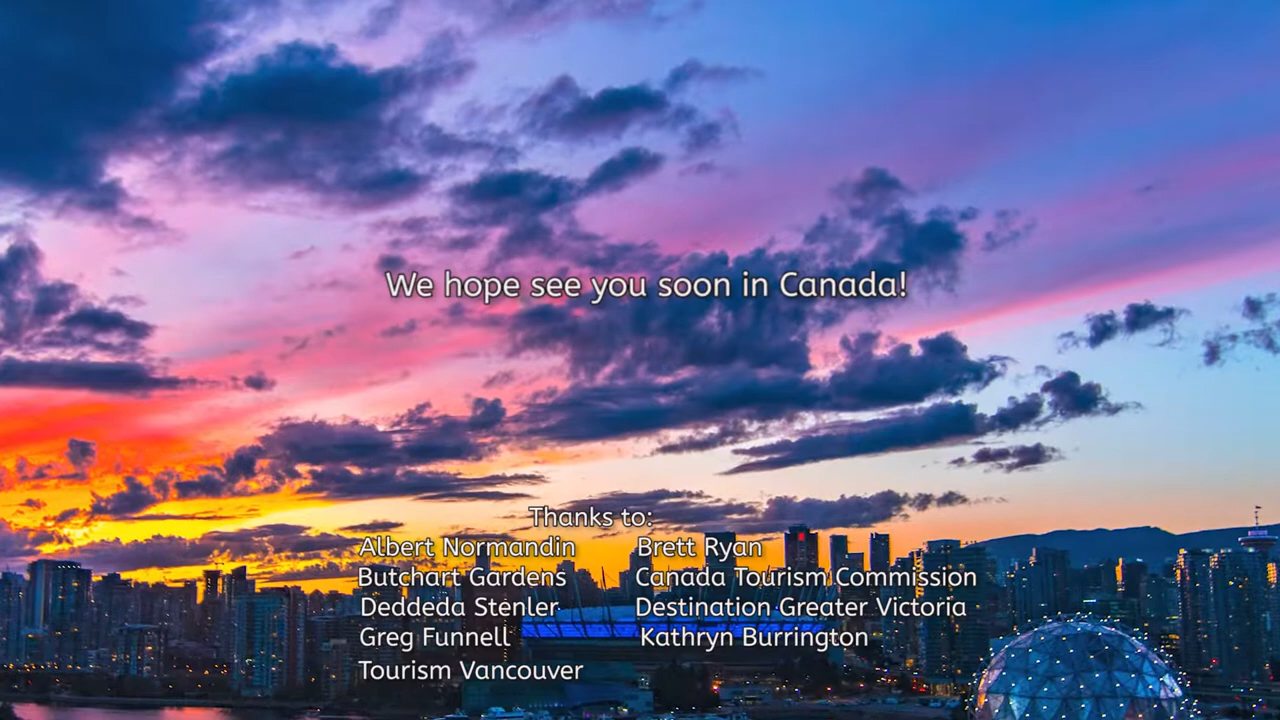 We hope see you soon in Canada!
Thanks to:
Albert Normandin
Brett Ryan
Butchart Gardens
Canada Tourism Commission
Deddeda Stenler
Destination Greater Victoria
Greg Funnell
Kathryn Burrington
Tourism Vancouver